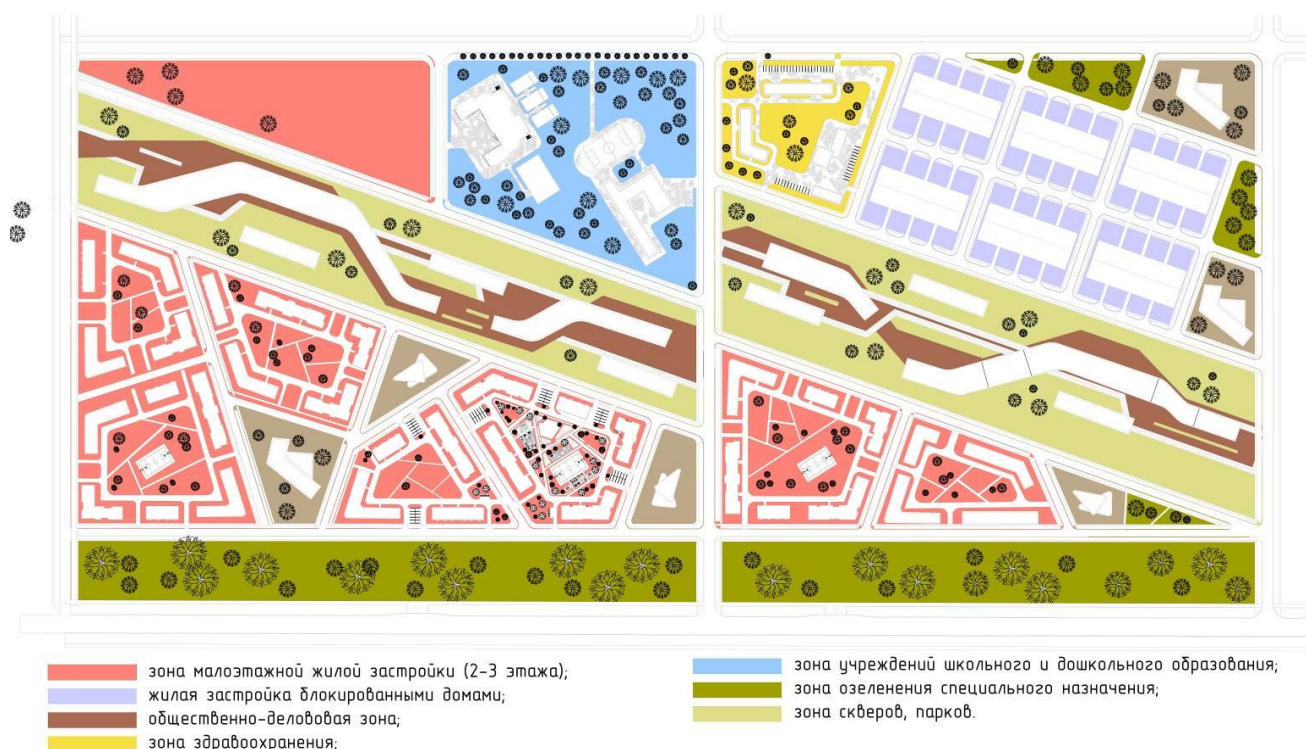 зона малоэтажной жилой застройки (2-3 этажа);
жилая застройка блокированными домами;
общественно-делововая зона;
зона здравоохранения;
зона учреждений школьного и дошкольного образования;
зона озеленения специального назначения;
зона скверов, парков.